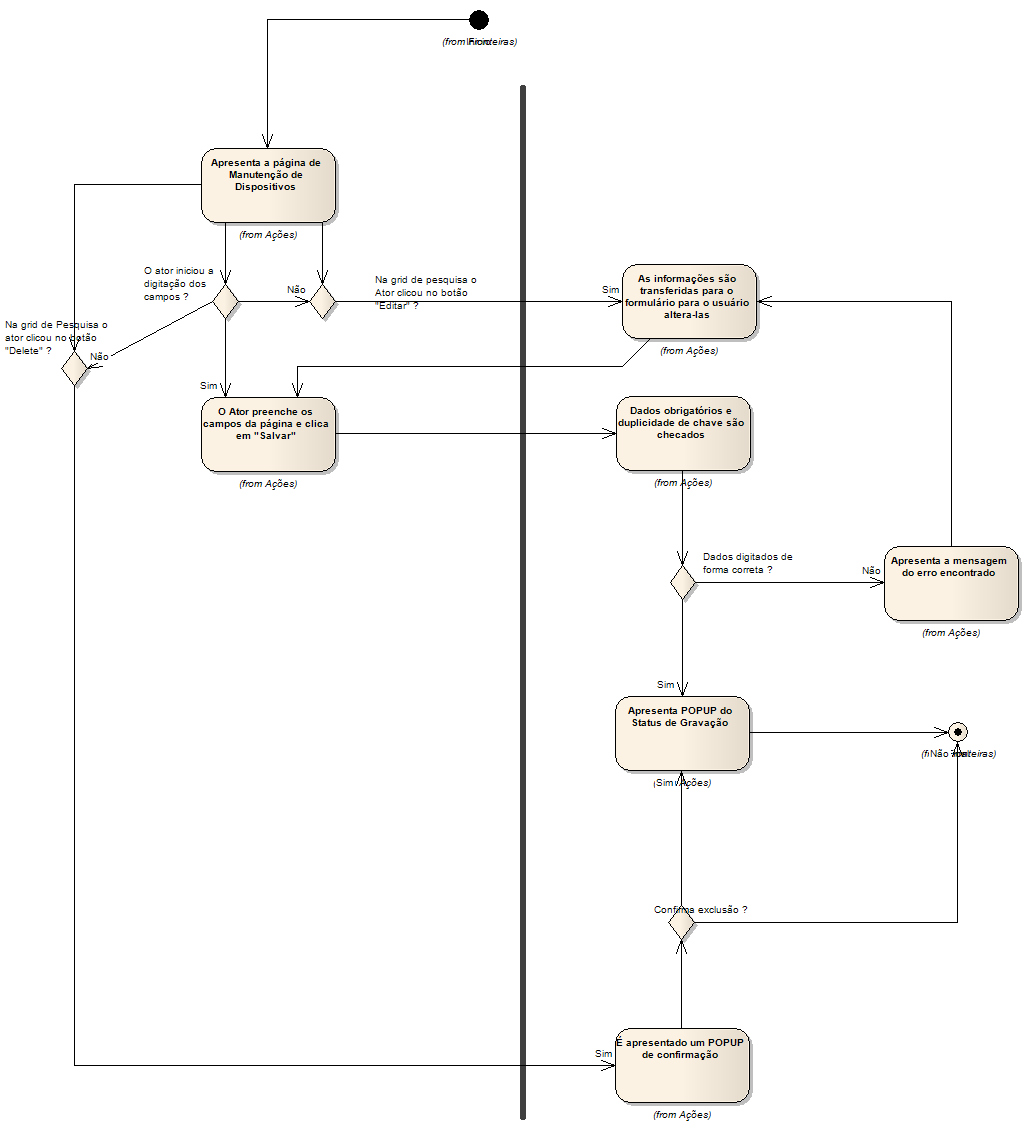 (from Fronteiras)
Apresenta a página de
Manutenção de
Dispositivos
(from Ações)
O ator iniciou a
digitação dos
campos ?
Não
Na grid de pesquisa o
Ator clicou no botão
"Editar" ?
Sim
As informações são
transferidas para o
formulário para o usuário
altera-las
(from Ações)
Na grid de Pesquisa o
ator clicou no botão
"Delete" ?
Não
Sim
O Ator preenche os
campos da página e clica
em "Salvar"
(from Ações)
Dados obrigatórios e
duplicidade de chave são
checados
(from Ações)
Dados digitados de
forma correta ?
Não
Apresenta a mensagem
do erro encontrado
(from Ações)
Sim
Apresenta POPUP do
Status de Gravação
Sim
Ações)
Não
Confirma exclusão ?
Sim
É apresentado um POPUP
de confirmação
(from Ações)